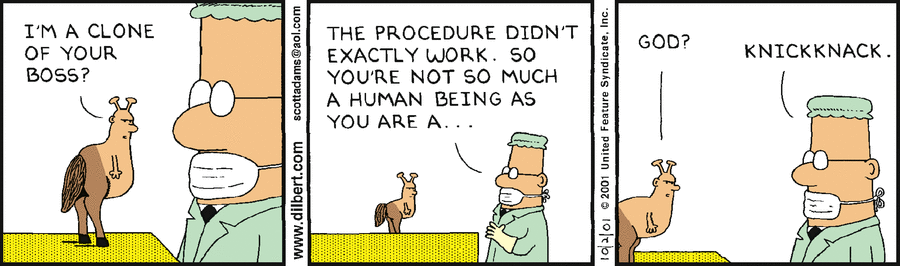 I'M A CLONE
OF YOUR
BOSS?
www.dilbert.com
scottadams@aol.com
THE PROCEDURE DIDN'T
EXACTLY WORK. SO
YOU'RE NOT SO MUCH
A HUMAN BEING AS
YOU ARE A...
10/2/01 © 2001 United Feature Syndicate, Inc.
GOD?
KNICKKNACK.